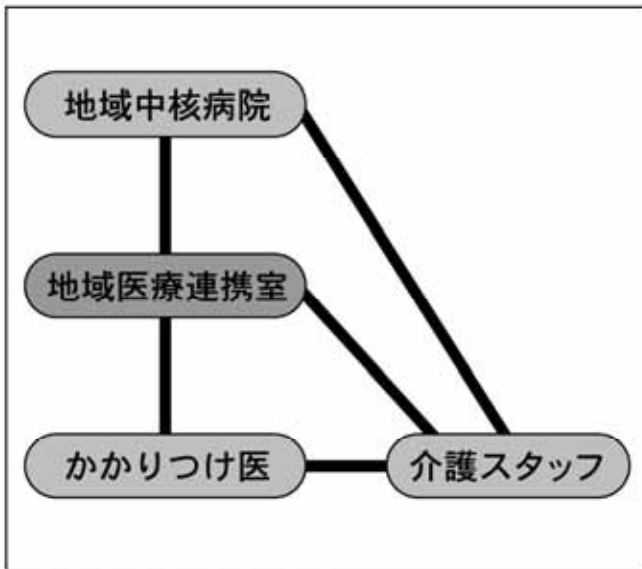 地域中核病院
地域医療連携室
かかりつけ医
介護スタッフ